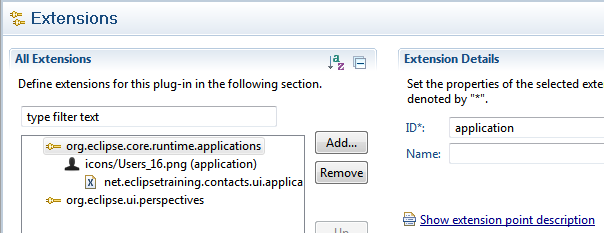 Extensions
All Extensions
Define extensions for this plug-in in the following section.
type filter text
org.eclipse.core.runtime.applications
icons/Users_16.png (application)
net.eclipsetraining.contacts.ui.applica
org.eclipse.ui.perspectives
Add...
Remove
Up
Extension Details
Set the properties of the selected exte
denoted by "*".
ID*: application
Name:
Show extension point description